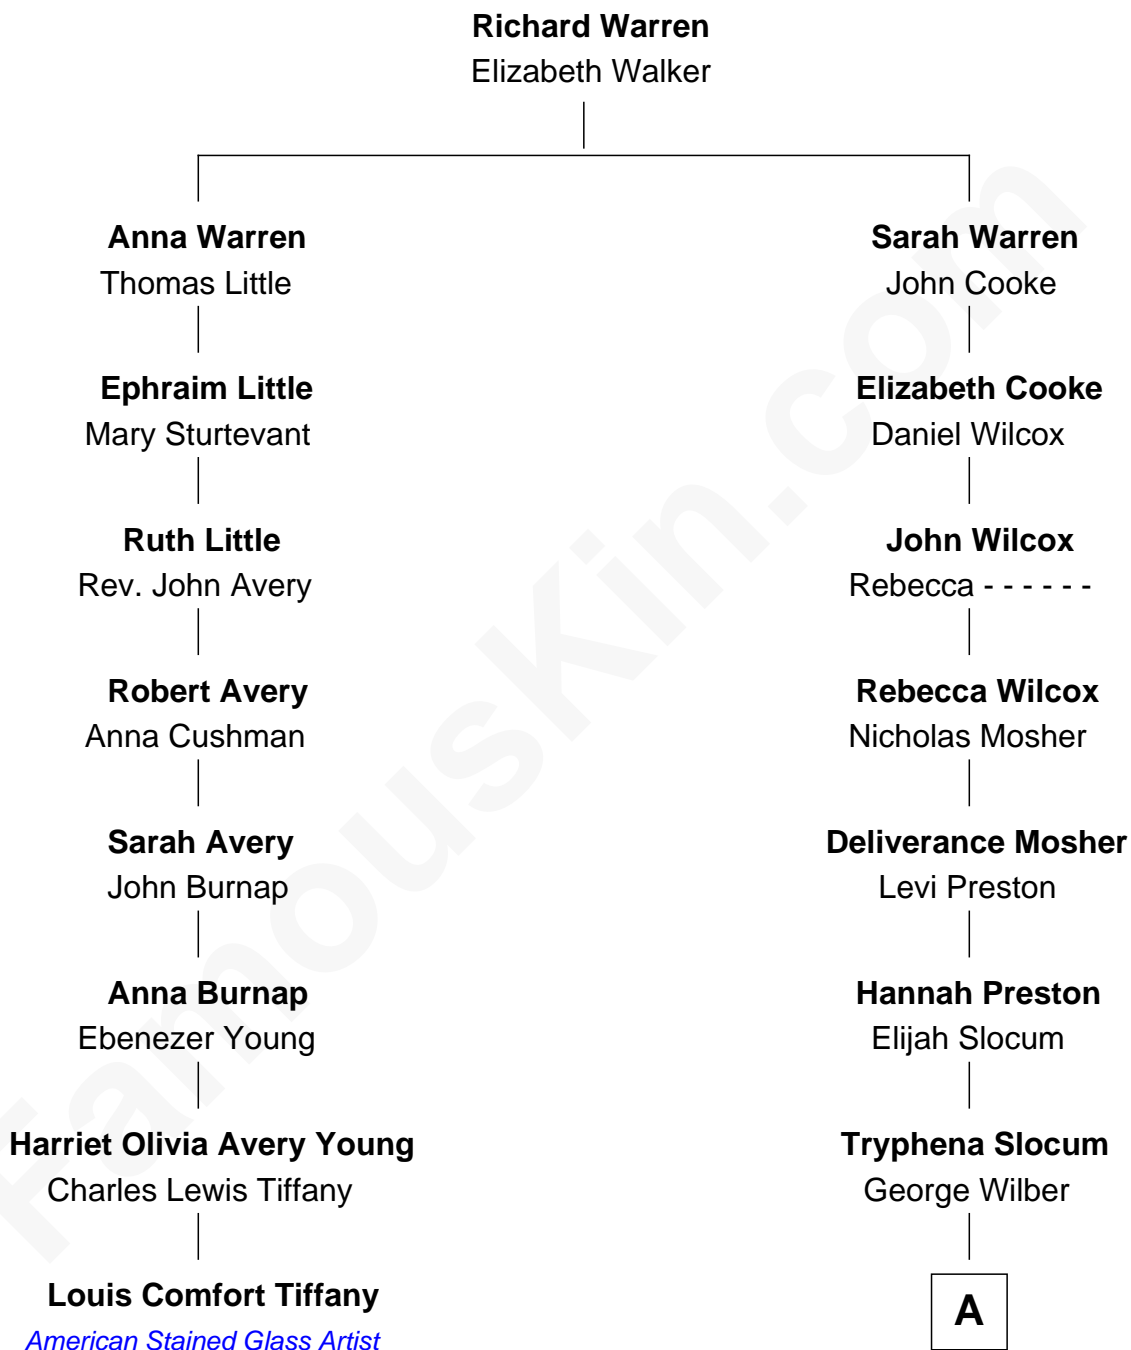 Richard Warren
Elizabeth Walker
Anna Warren
Thomas Little
Sarah Warren
John Cooke
Ephraim Little
Mary Sturtevant
Elizabeth Cooke
Daniel Wilcox
Ruth Little
Rev. John Avery
John Wilcox
Rebecca - - - - - -
Robert Avery
Anna Cushman
Rebecca Wilcox
Nicholas Mosher
Sarah Avery
John Burnap
Deliverance Mosher
Levi Preston
Anna Burnap
Ebenezer Young
Hannah Preston
Elijah Slocum
Harriet Olivia Avery Young
Charles Lewis Tiffany
Tryphena Slocum
George Wilber
Louis Comfort Tiffany
American Stained Glass Artist
A
FamousKin.com